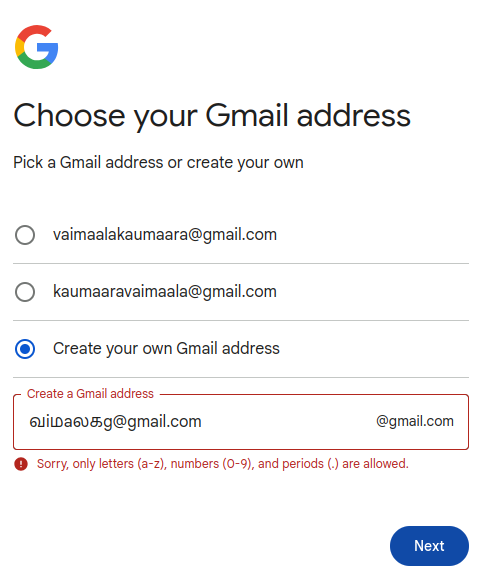 Choose your Gmail address
Pick a Gmail address or create your own
vaimaalakaumaara@gmail.com
kaumaaravaimaala@gmail.com
Create your own Gmail address
Create a Gmail address
வiமaலகg@gmail.com @gmail.com
Sorry, only letters (a-z), numbers (0-9), and periods (.) are allowed.
Next